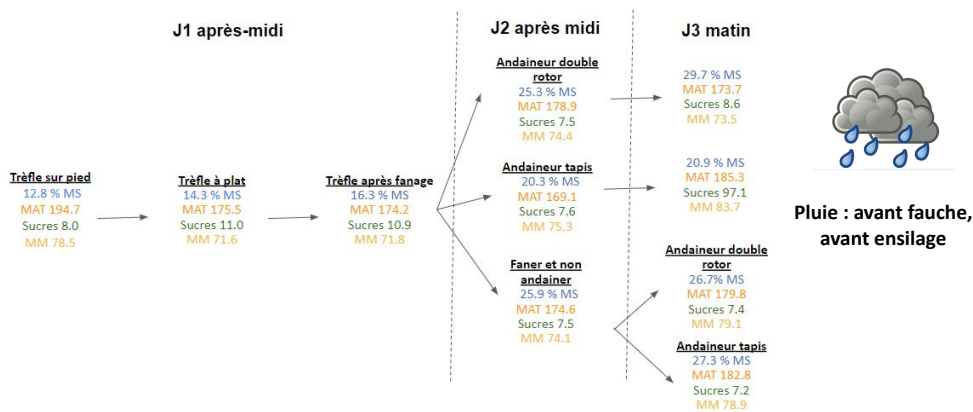 J1 après-midi
Trèfle sur pied
12.8 % MS
MAT 194.7
Sucres 8.0
MM 78.5
Trèfle à plat
14.3 % MS
MAT 175.5
Sucres 11.0
MM 71.6
Trèfle après fanage
16.3 % MS
MAT 174.2
Sucres 10.9
MM 71.8
J2 après midi
Andaineur double
rotor
25.3 % MS
MAT 178.9
Sucres 7.5
MM 74.4
Andaineur tapis
20.3 % MS
MAT 169.1
Sucres 7.6
MM 75.3
Faner et non
andainer
25.9 % MS
MAT 174.6
Sucres 7.5
MM 74.1
J3 matin
29.7 % MS
MAT 173.7
Sucres 8.6
MM 73.5
20.9 % MS
MAT 185.3
Sucres 97.1
MM 83.7
Andaineur double
rotor
26.7% MS
MAT 179.8
Sucres 7.4
MM 79.1
Andaineur tapis
27.3 % MS
MAT 182.8
Sucres 7.2
MM 78.9
Pluie : avant fauche,
avant ensilage